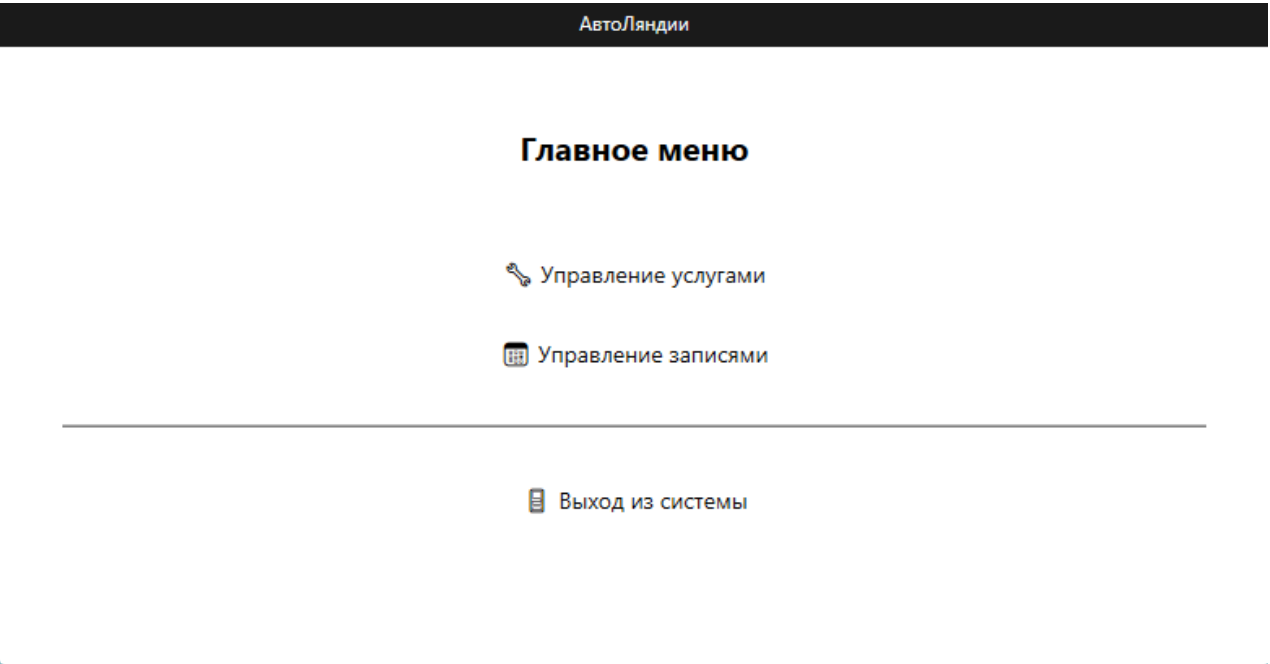 АвтоЛяндии
Главное меню
Управление услугами
Управление записями
Выход из системы